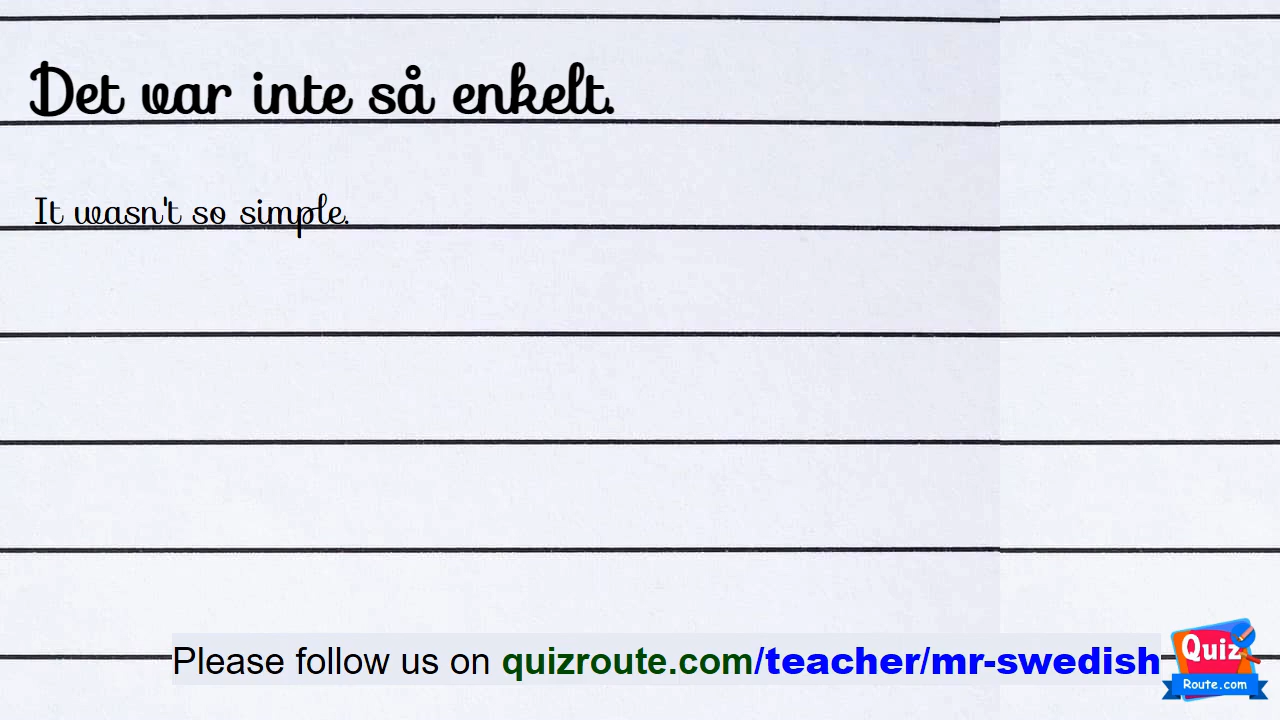 Det var inte så enkelt.
It wasn't so simple.
Please follow us on quizroute.com/teacher/mr-swedish
Quiz
Route.com